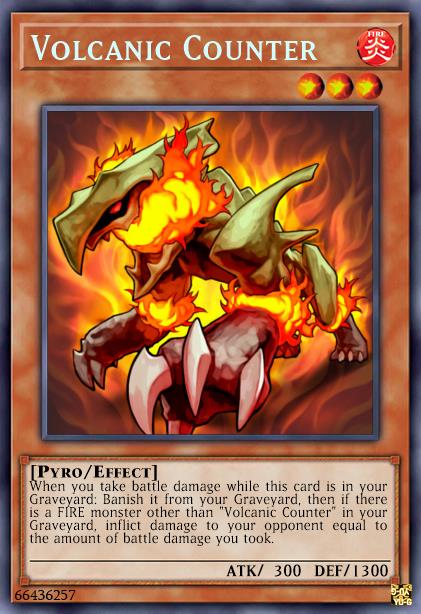 VOLCANIC COUNTER
FIRE
炎
[PYRO/EFFECT]
When you take battle damage while this card is in your
Graveyard: Banish it from your Graveyard, then if there
is a FIRE monster other than "Volcanic Counter" in your
Graveyard, inflict damage to your opponent equal to
the amount of battle damage you took.
ATK/ 300 DEF/1300
66436257